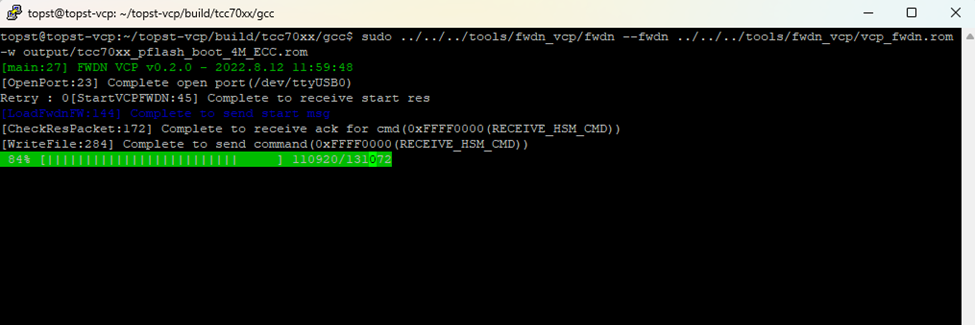 topst@topst-vcp: ~/topst-vcp/build/tcc70xx/gcc
topst@topst-vcp:~/topst-vcp/build/tcc70xx/gcc$ sudo ../../../tools/fwdn_vcp/fwdn --fwdn ../../../tools/fwdn_vcp/vcp_fwdn.rom
-w output/tcc70xx_pflash_boot_4M_ECC.rom
[main:27] FWDN VCP v0.2.0 - 2022.8.12 11:59:48
[OpenPort:23] Complete open port(/dev/ttyUSB0)
Retry : 0[StartVCPFWDN:45] Complete to receive start res
[LoadFwdnFW:144] Complete to send start msg
[CheckResPacket:172] Complete to receive ack for cmd(0xFFFF0000(RECEIVE_HSM_CMD))
[WriteFile:284] Complete to send command(0xFFFF0000(RECEIVE_HSM_CMD))
84% [|||||||||||||||||||||||||     ] 110920/131072